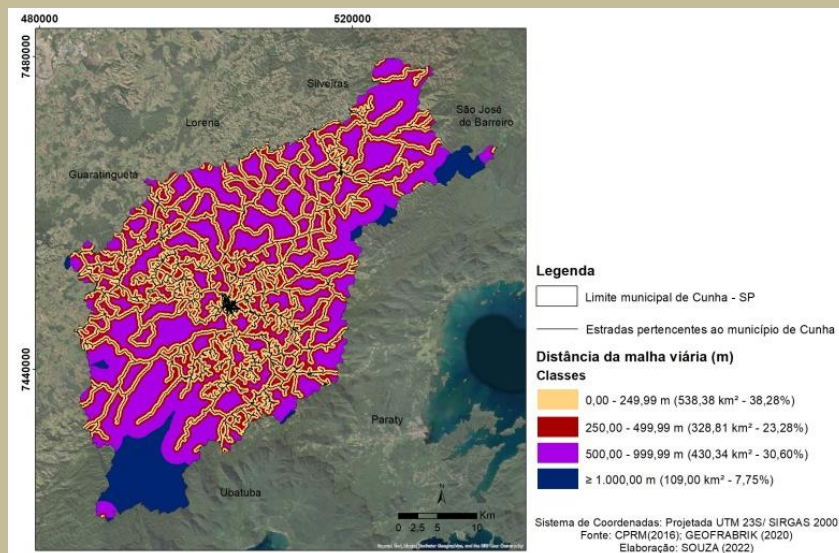 480000
520000
7480000
7440000
Silveiras
São José
do Barreiro
Lorena
Guaratinguetá
Paraty
Ubatuba
N
Km
0 2,5 5 10
Legenda
Limite municipal de Cunha - SP
Estradas pertencentes ao município de Cunha
Distância da malha viária (m)
Classes
0,00 - 249,99 m (538,38 km² - 38,28%)
250,00 - 499,99 m (328,81 km² - 23,28%)
500,00 - 999,99 m (430,34 km² - 30,60%)
≥ 1.000,00 m (109,00 km² - 7,75%)
Sistema de Coordenadas: Projetada UTM 23S/ SIRGAS 2000
Fonte: CPRM(2016); GEOFRABRIK (2020)
Elaboração: SOUZA (2022)